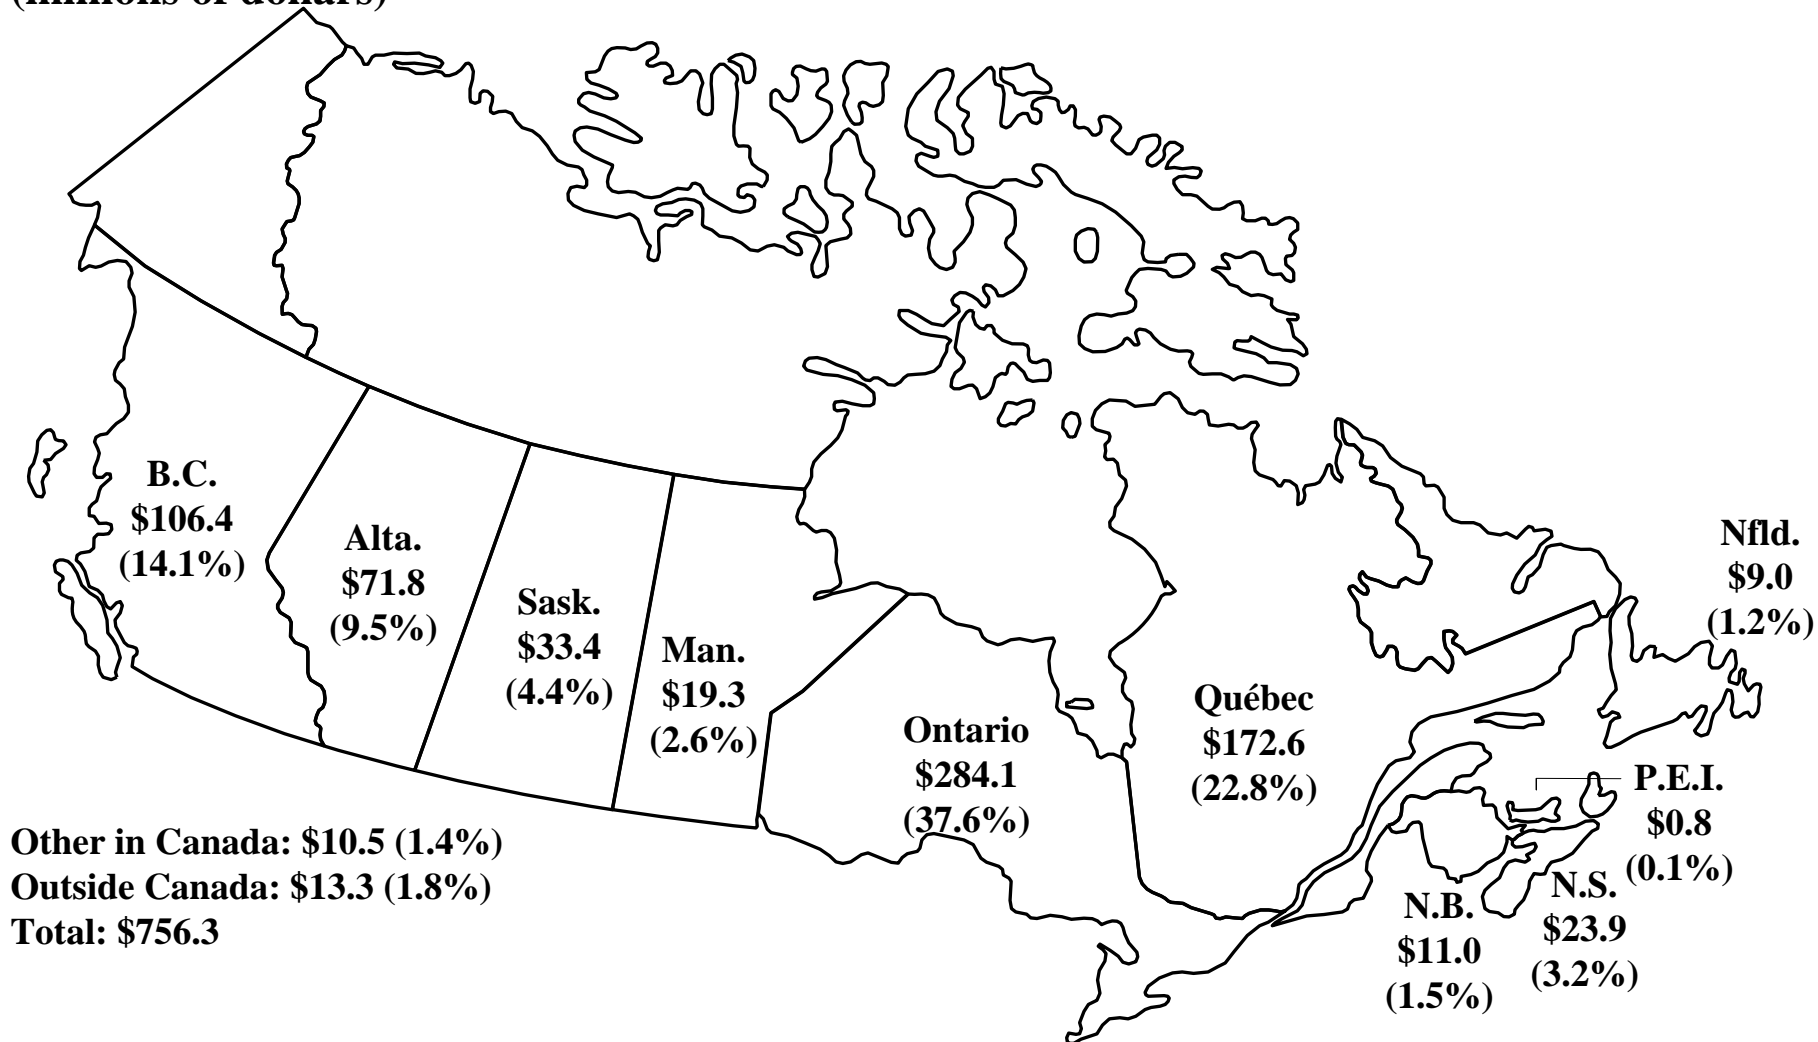 (millions of dollars)
B.C.
$106.4
(14.1%)
Alta.
$71.8
(9.5%)
Sask.
$33.4
(4.4%)
Man.
$19.3
(2.6%)
Ontario
$284.1
(37.6%)
Québec
$172.6
(22.8%)
Nfld.
$9.0
(1.2%)
P.E.I.
$0.8
(0.1%)
N.S.
$23.9
(3.2%)
N.B.
$11.0
(1.5%)
Other in Canada: $10.5 (1.4%)
Outside Canada: $13.3 (1.8%)
Total: $756.3